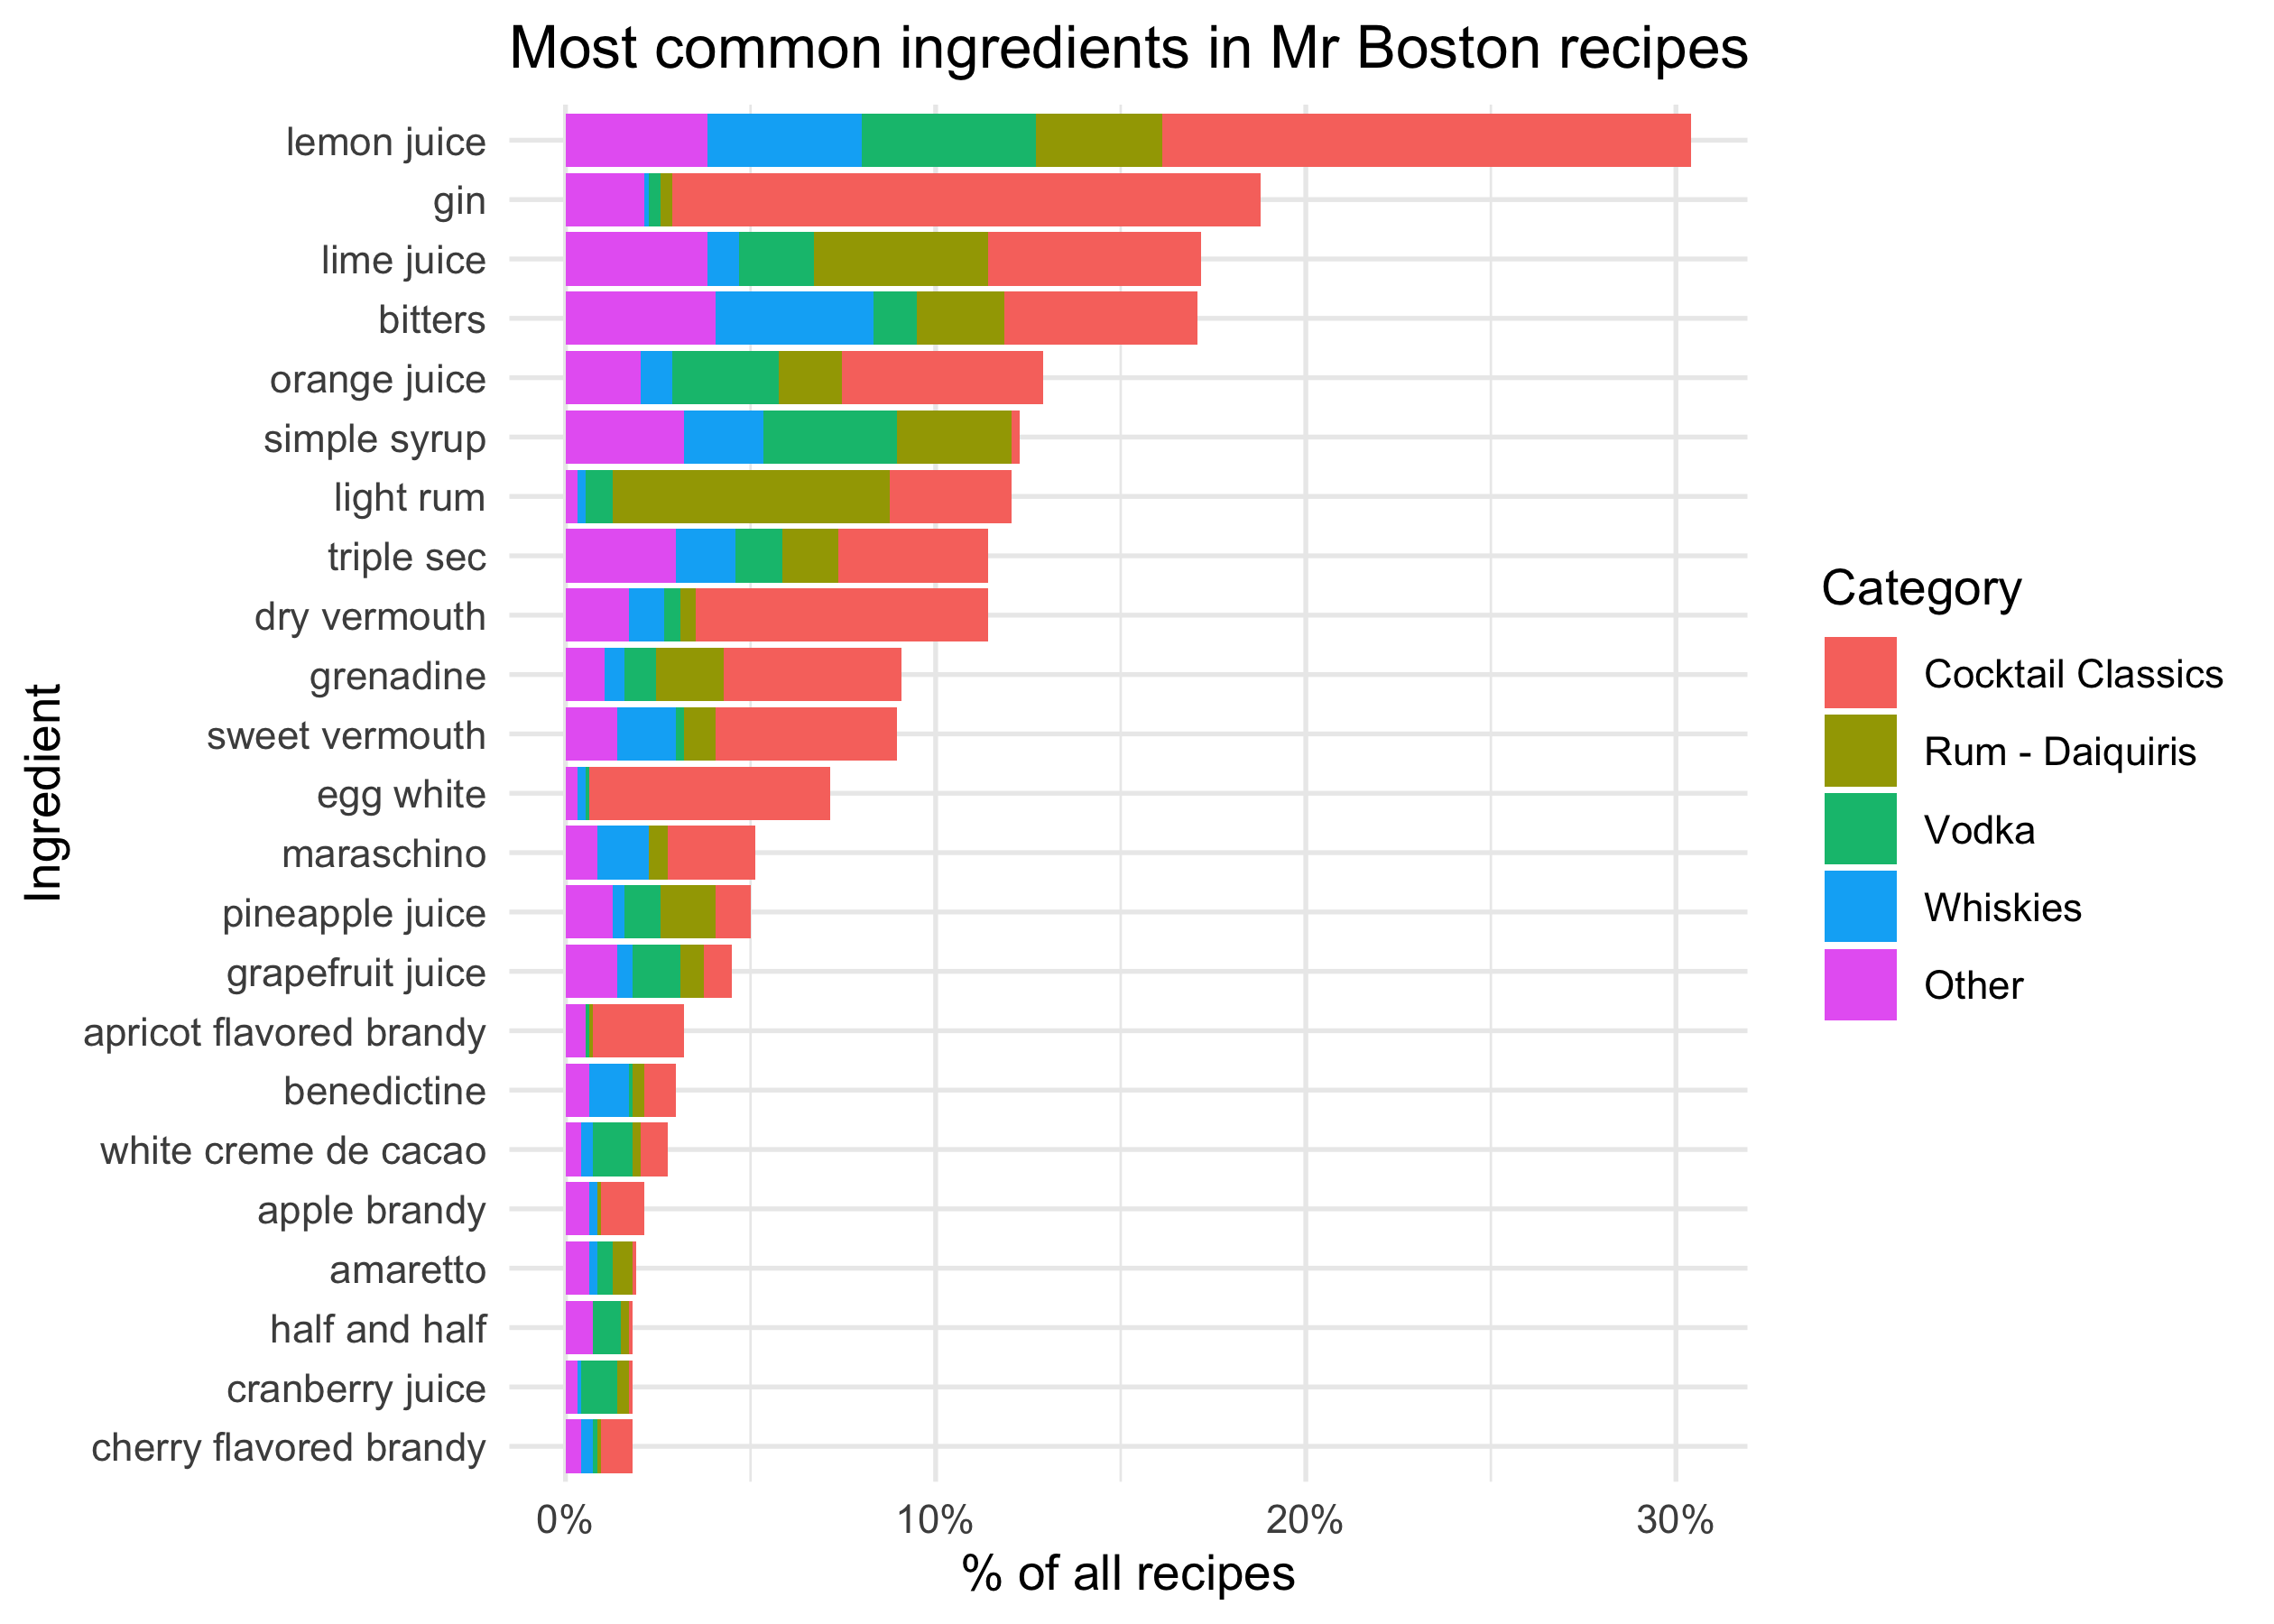 Most common ingredients in Mr Boston recipes
lemon juice
gin
lime juice
bitters
orange juice
simple syrup
light rum
triple sec
dry vermouth
grenadine
sweet vermouth
egg white
maraschino
pineapple juice
grapefruit juice
apricot flavored brandy
benedictine
white creme de cacao
apple brandy
amaretto
half and half
cranberry juice
cherry flavored brandy
Ingredient
0% 10% 20% 30%
% of all recipes
Category
Cocktail Classics
Rum - Daiquiris
Vodka
Whiskies
Other